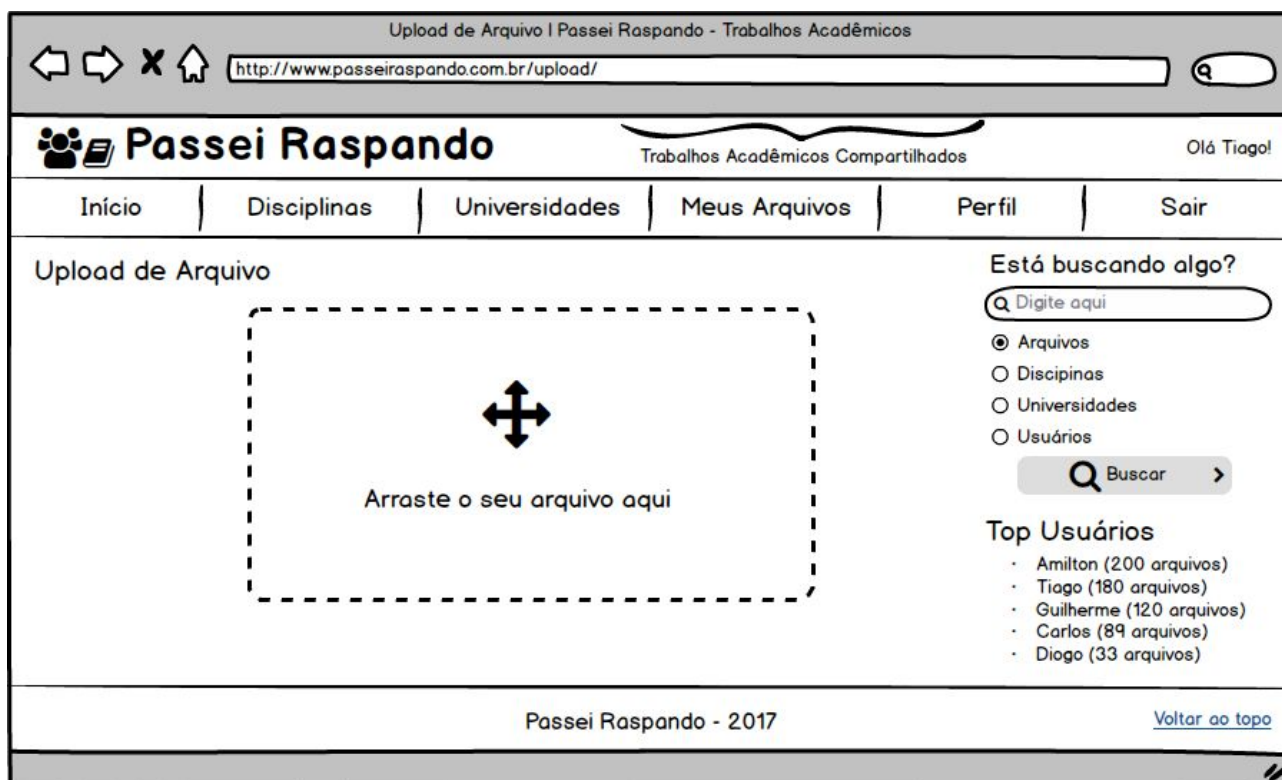 Upload de Arquivo | Passei Raspando - Trabalhos Acadêmicos
http://www.passeiraspando.com.br/upload/
Passei Raspando
Trabalhos Acadêmicos Compartilhados
Olá Tiago!
Início
Disciplinas
Universidades
Meus Arquivos
Perfil
Sair
Upload de Arquivo
Arraste o seu arquivo aqui
Está buscando algo?
Digite aqui
Arquivos
Discipinas
Universidades
Usuários
Buscar
Top Usuários
· Amilton (200 arquivos)
· Tiago (180 arquivos)
· Guilherme (120 arquivos)
· Carlos (89 arquivos)
· Diogo (33 arquivos)
Passei Raspando - 2017
Voltar ao topo